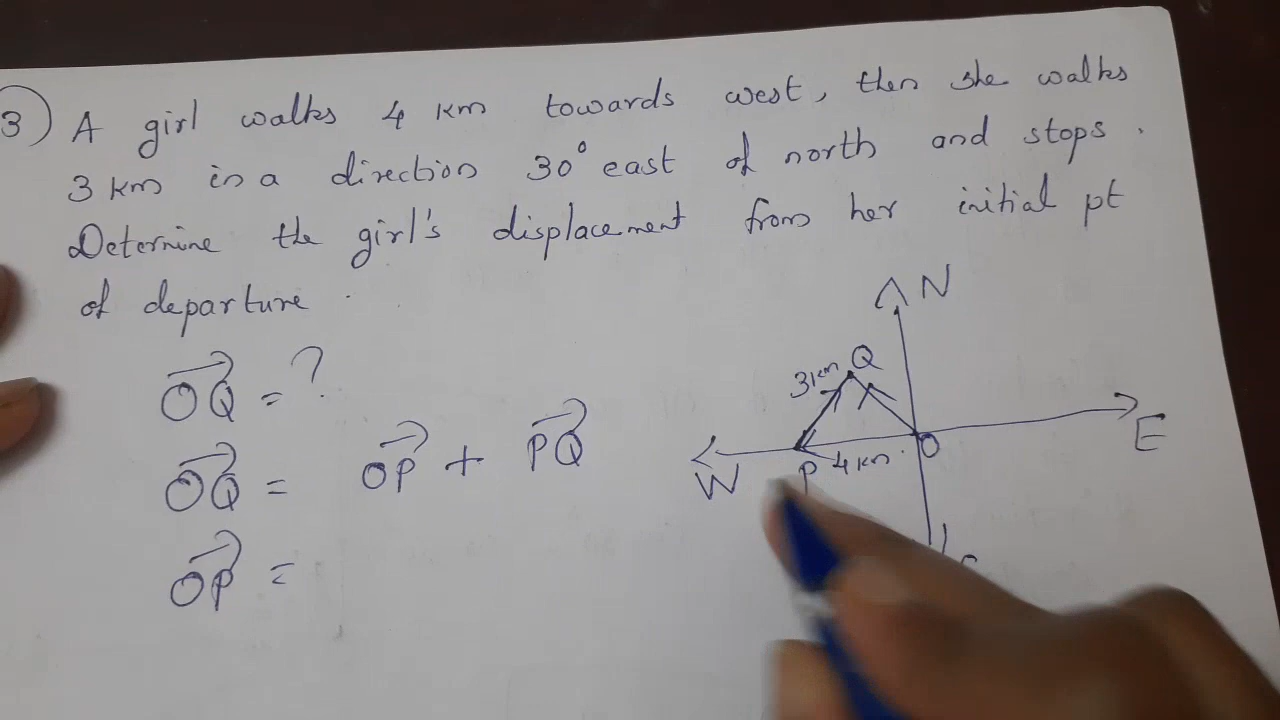 3) A girl walks 4 km towards west, then she walks
3 km in a direction 30° east of north and stops.
Determine the girl's displacement from her initial pt
of departure.
N
OQ⃗ = ?
Q
3km
E
OQ⃗ = OP⃗ + PQ⃗
O
W
P 4km
OP⃗ =